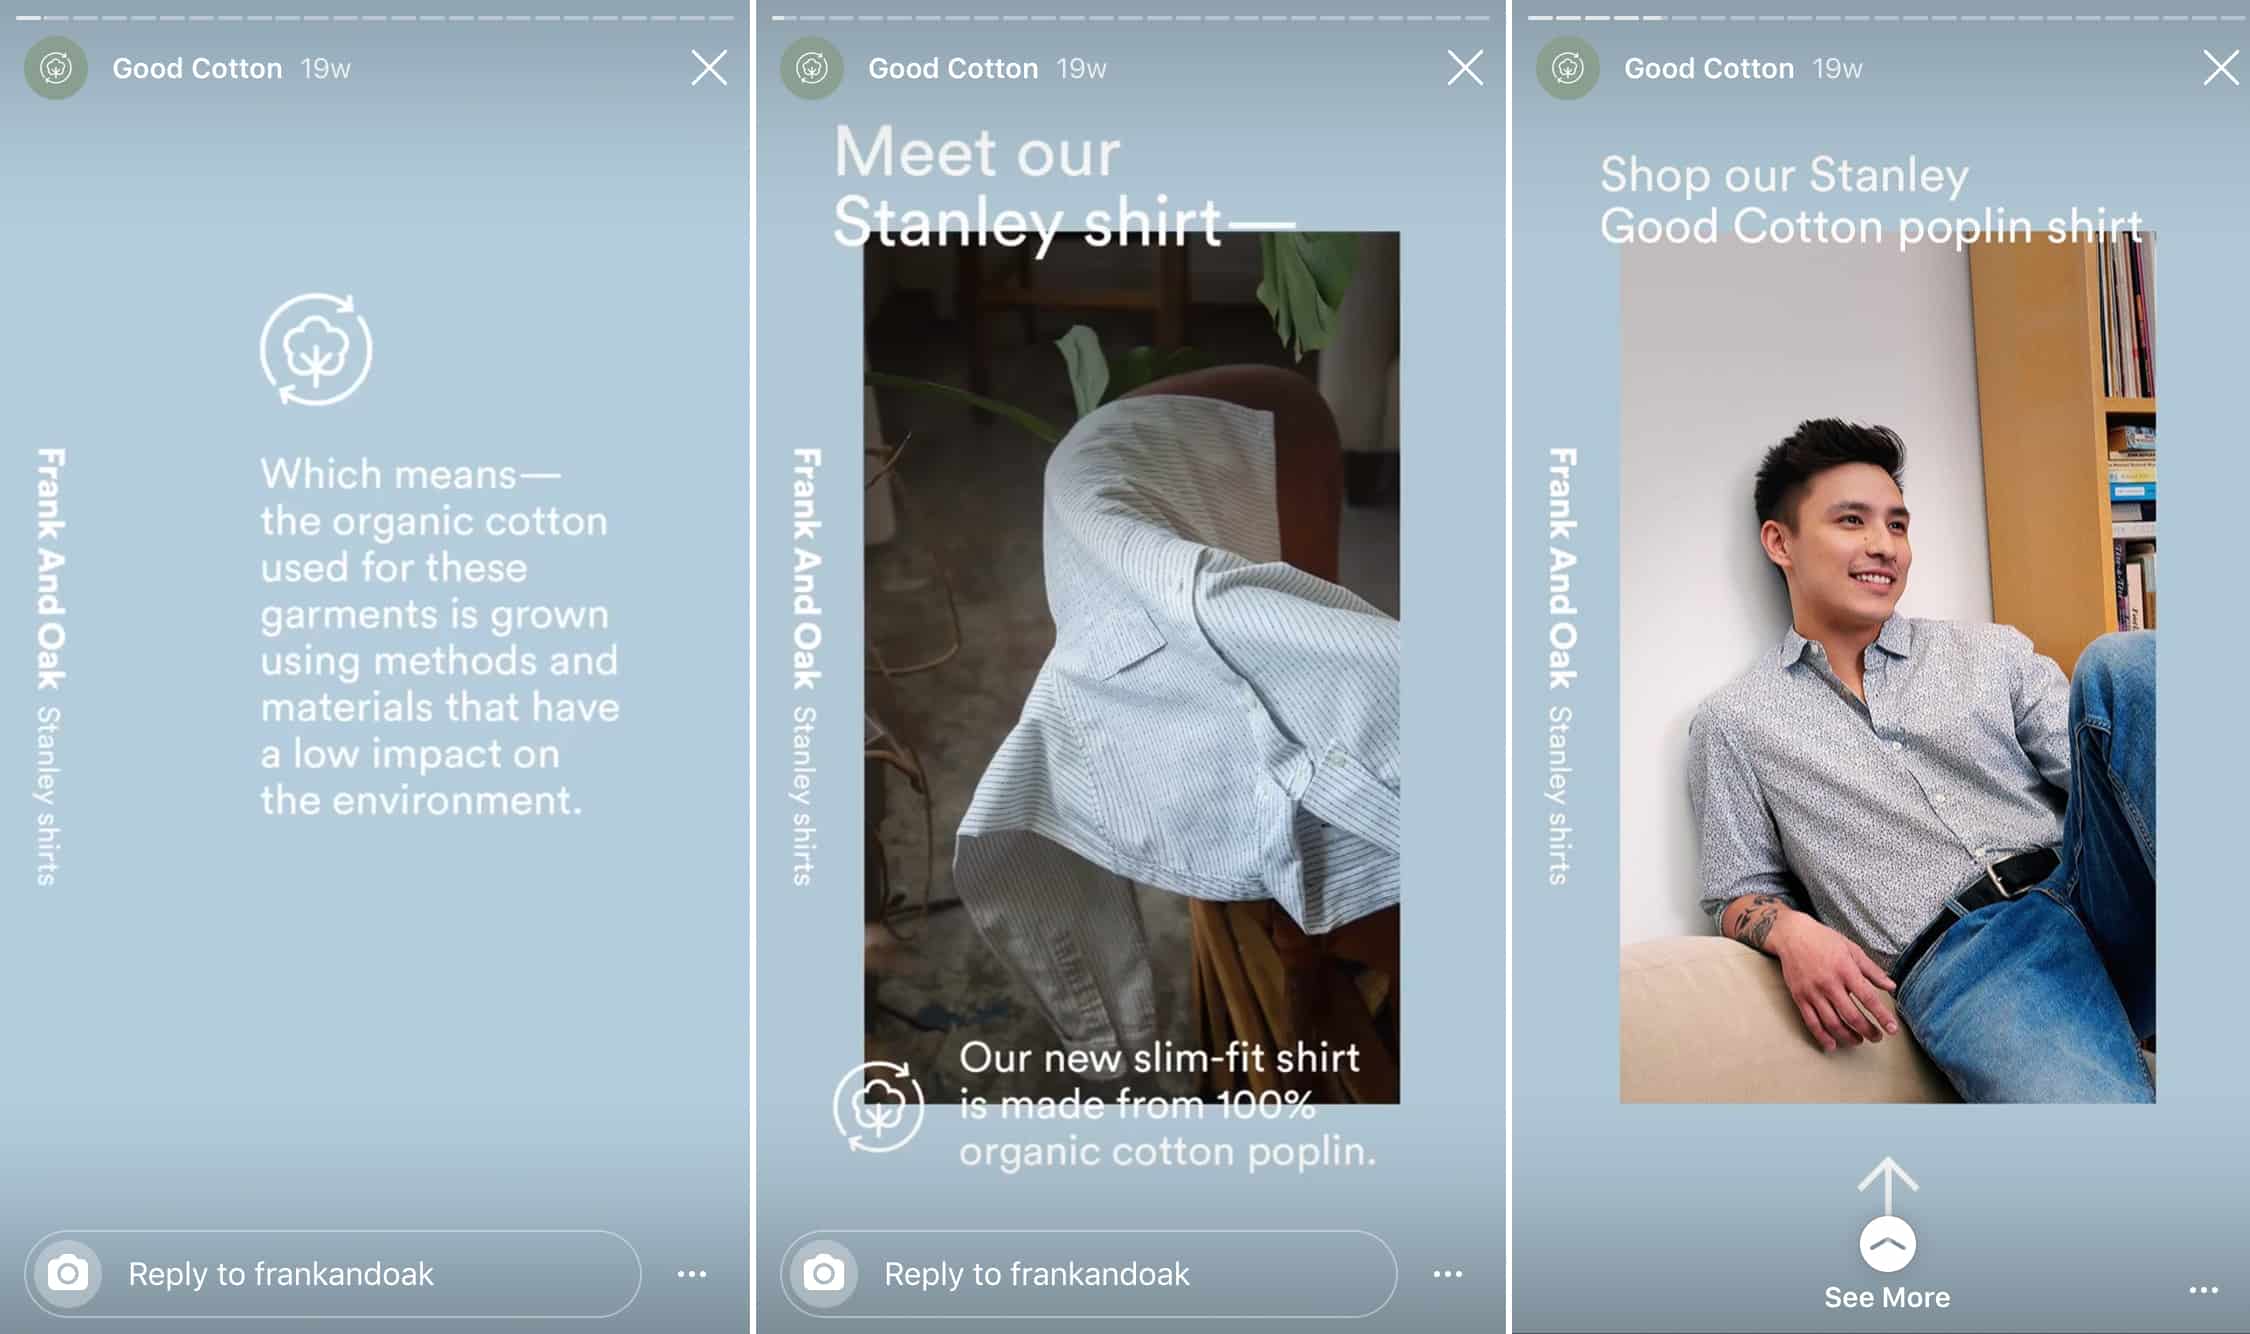 Good Cotton 19w
Which means—
the organic cotton
used for these
garments is grown
using methods and
materials that have
a low impact on
the environment.
Frank And Oak Stanley shirts
Reply to frankandoak
Good Cotton 19w
Meet our
Stanley shirt—
Frank And Oak Stanley shirts
Our new slim-fit shirt
is made from 100%
organic cotton poplin.
Reply to frankandoak
Good Cotton 19w
Shop our Stanley
Good Cotton poplin shirt
Frank And Oak Stanley shirts
See More